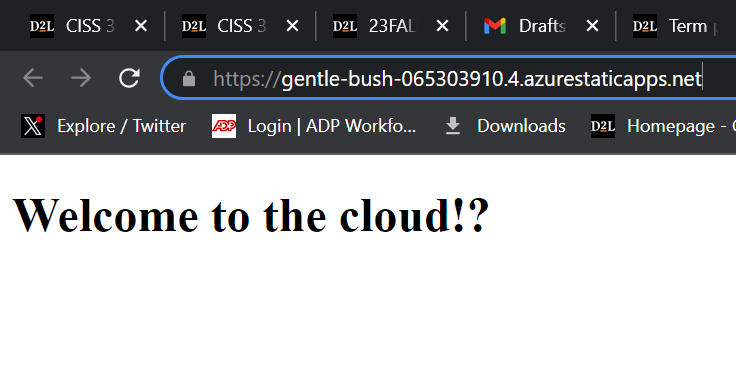 D2L CISS 3 D2L CISS 3 D2L 23FAL Drafts D2L Term
https://gentle-bush-065303910.4.azurestaticapps.net
X Explore / Twitter ADP Login | ADP Workfo... Downloads D2L Homepage -
Welcome to the cloud!?